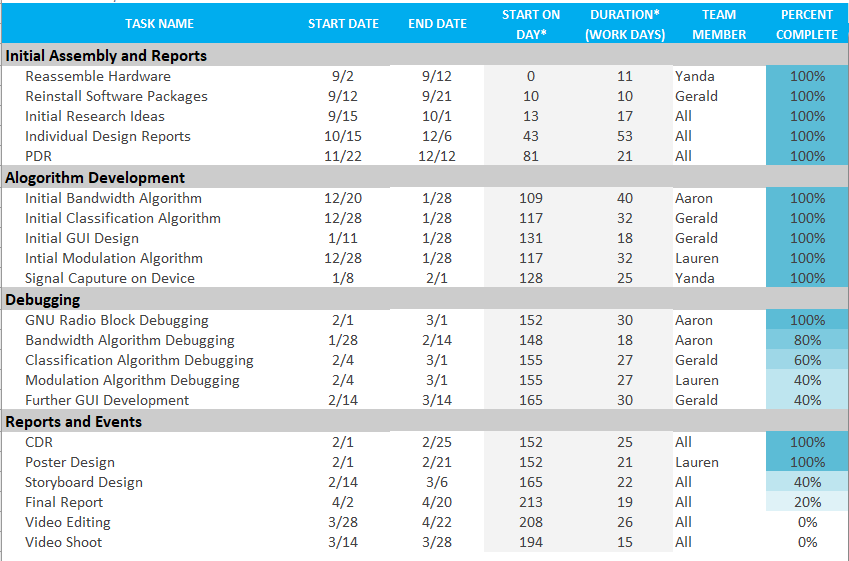 TASK NAME START DATE END DATE START ON DAY* DURATION* (WORK DAYS) TEAM MEMBER PERCENT COMPLETE
Initial Assembly and Reports
Reassemble Hardware 9/2 9/12 0 11 Yanda 100%
Reinstall Software Packages 9/12 9/21 10 10 Gerald 100%
Initial Research Ideas 9/15 10/1 13 17 All 100%
Individual Design Reports 10/15 12/6 43 53 All 100%
PDR 11/22 12/12 81 21 All 100%
Alogorithm Development
Initial Bandwidth Algorithm 12/20 1/28 109 40 Aaron 100%
Initial Classification Algorithm 12/28 1/28 117 32 Gerald 100%
Initial GUI Design 1/11 1/28 131 18 Gerald 100%
Intial Modulation Algorithm 12/28 1/28 117 32 Lauren 100%
Signal Caputure on Device 1/8 2/1 128 25 Yanda 100%
Debugging
GNU Radio Block Debugging 2/1 3/1 152 30 Aaron 100%
Bandwidth Algorithm Debugging 1/28 2/14 148 18 Aaron 80%
Classification Algorithm Debugging 2/4 3/1 155 27 Gerald 60%
Modulation Algorithm Debugging 2/4 3/1 155 27 Lauren 40%
Further GUI Development 2/14 3/14 165 30 Gerald 40%
Reports and Events
CDR 2/1 2/25 152 25 All 100%
Poster Design 2/1 2/21 152 21 Lauren 100%
Storyboard Design 2/14 3/6 165 22 All 40%
Final Report 4/2 4/20 213 19 All 20%
Video Editing 3/28 4/22 208 26 All 0%
Video Shoot 3/14 3/28 194 15 All 0%